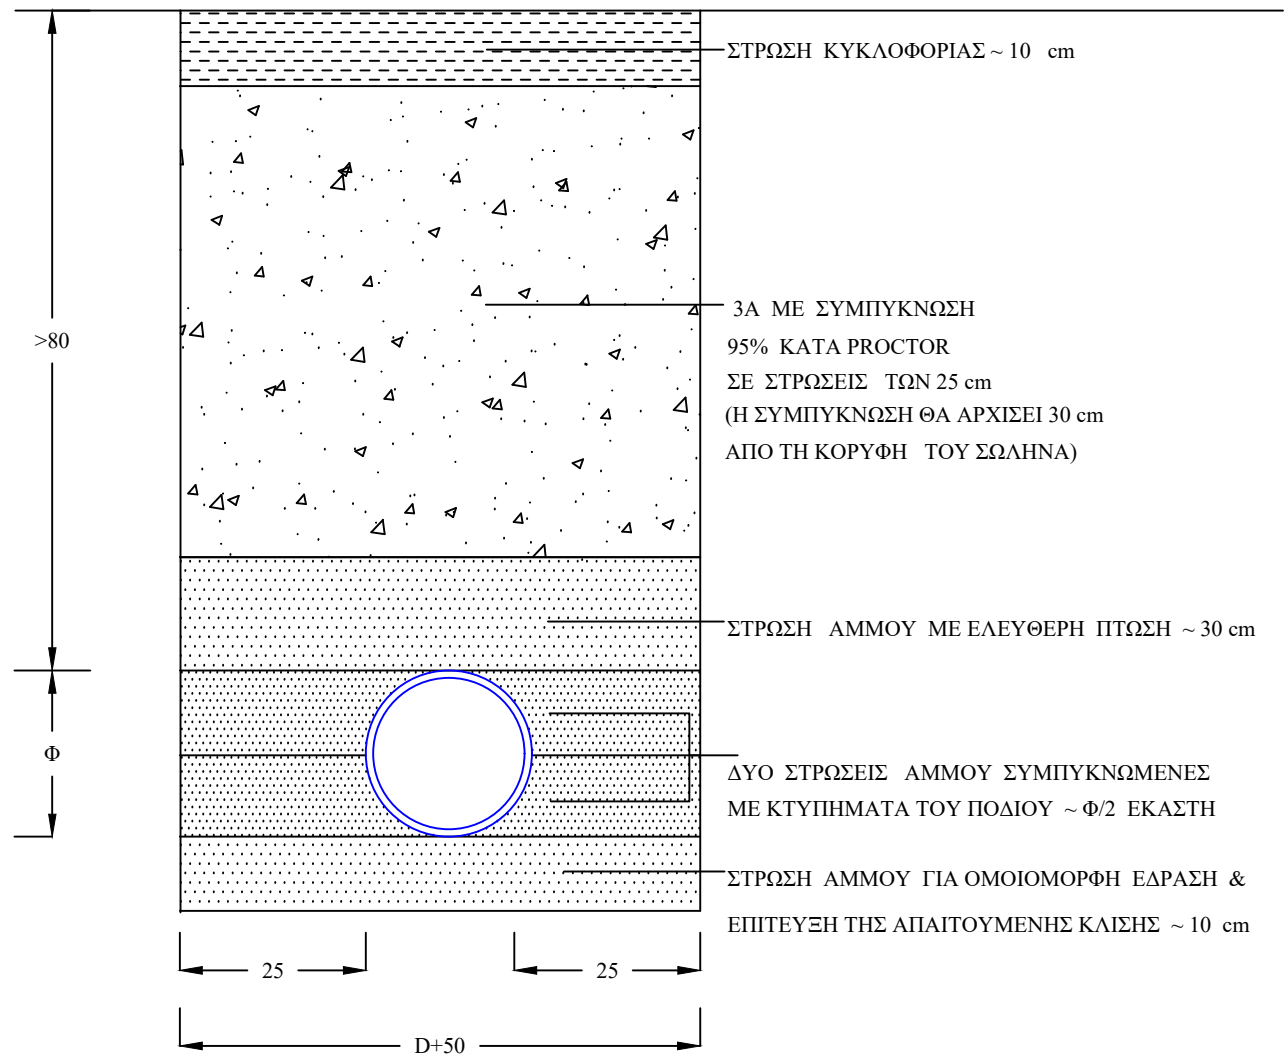 ΣΤΡΩΣΗ ΚΥΚΛΟΦΟΡΙΑΣ ~ 10 cm
>80
3Α ΜΕ ΣΥΜΠΥΚΝΩΣΗ
95% ΚΑΤΑ PROCTOR
ΣΕ ΣΤΡΩΣΕΙΣ ΤΩΝ 25 cm
(Η ΣΥΜΠΥΚΝΩΣΗ ΘΑ ΑΡΧΙΣΕΙ 30 cm
ΑΠΟ ΤΗ ΚΟΡΥΦΗ ΤΟΥ ΣΩΛΗΝΑ)
ΣΤΡΩΣΗ ΑΜΜΟΥ ΜΕ ΕΛΕΥΘΕΡΗ ΠΤΩΣΗ ~ 30 cm
Φ
ΔΥΟ ΣΤΡΩΣΕΙΣ ΑΜΜΟΥ ΣΥΜΠΥΚΝΩΜΕΝΕΣ
ΜΕ ΚΤΥΠΗΜΑΤΑ ΤΟΥ ΠΟΔΙΟΥ ~ Φ/2 ΕΚΑΣΤΗ
ΣΤΡΩΣΗ ΑΜΜΟΥ ΓΙΑ ΟΜΟΙΟΜΟΡΦΗ ΕΔΡΑΣΗ &
ΕΠΙΤΕΥΞΗ ΤΗΣ ΑΠΑΙΤΟΥΜΕΝΗΣ ΚΛΙΣΗΣ ~ 10 cm
25
25
D+50